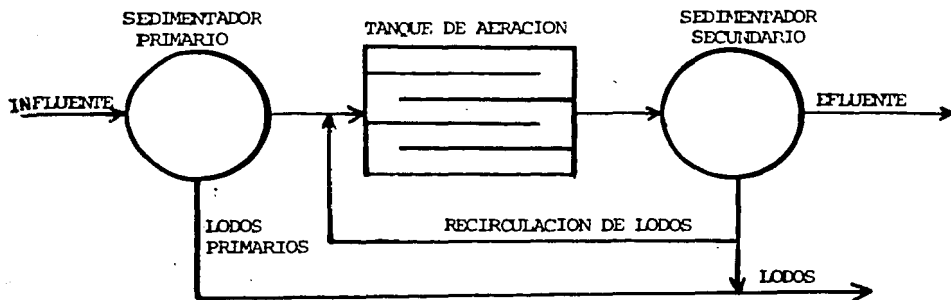 SEDIMENTADOR
PRIMARIO
TANQUE DE AERACION
SEDIMENTADOR
SECUNDARIO
INFLUENTE
EFLUENTE
LODOS
PRIMARIOS
RECIRCULACION DE LODOS
LODOS